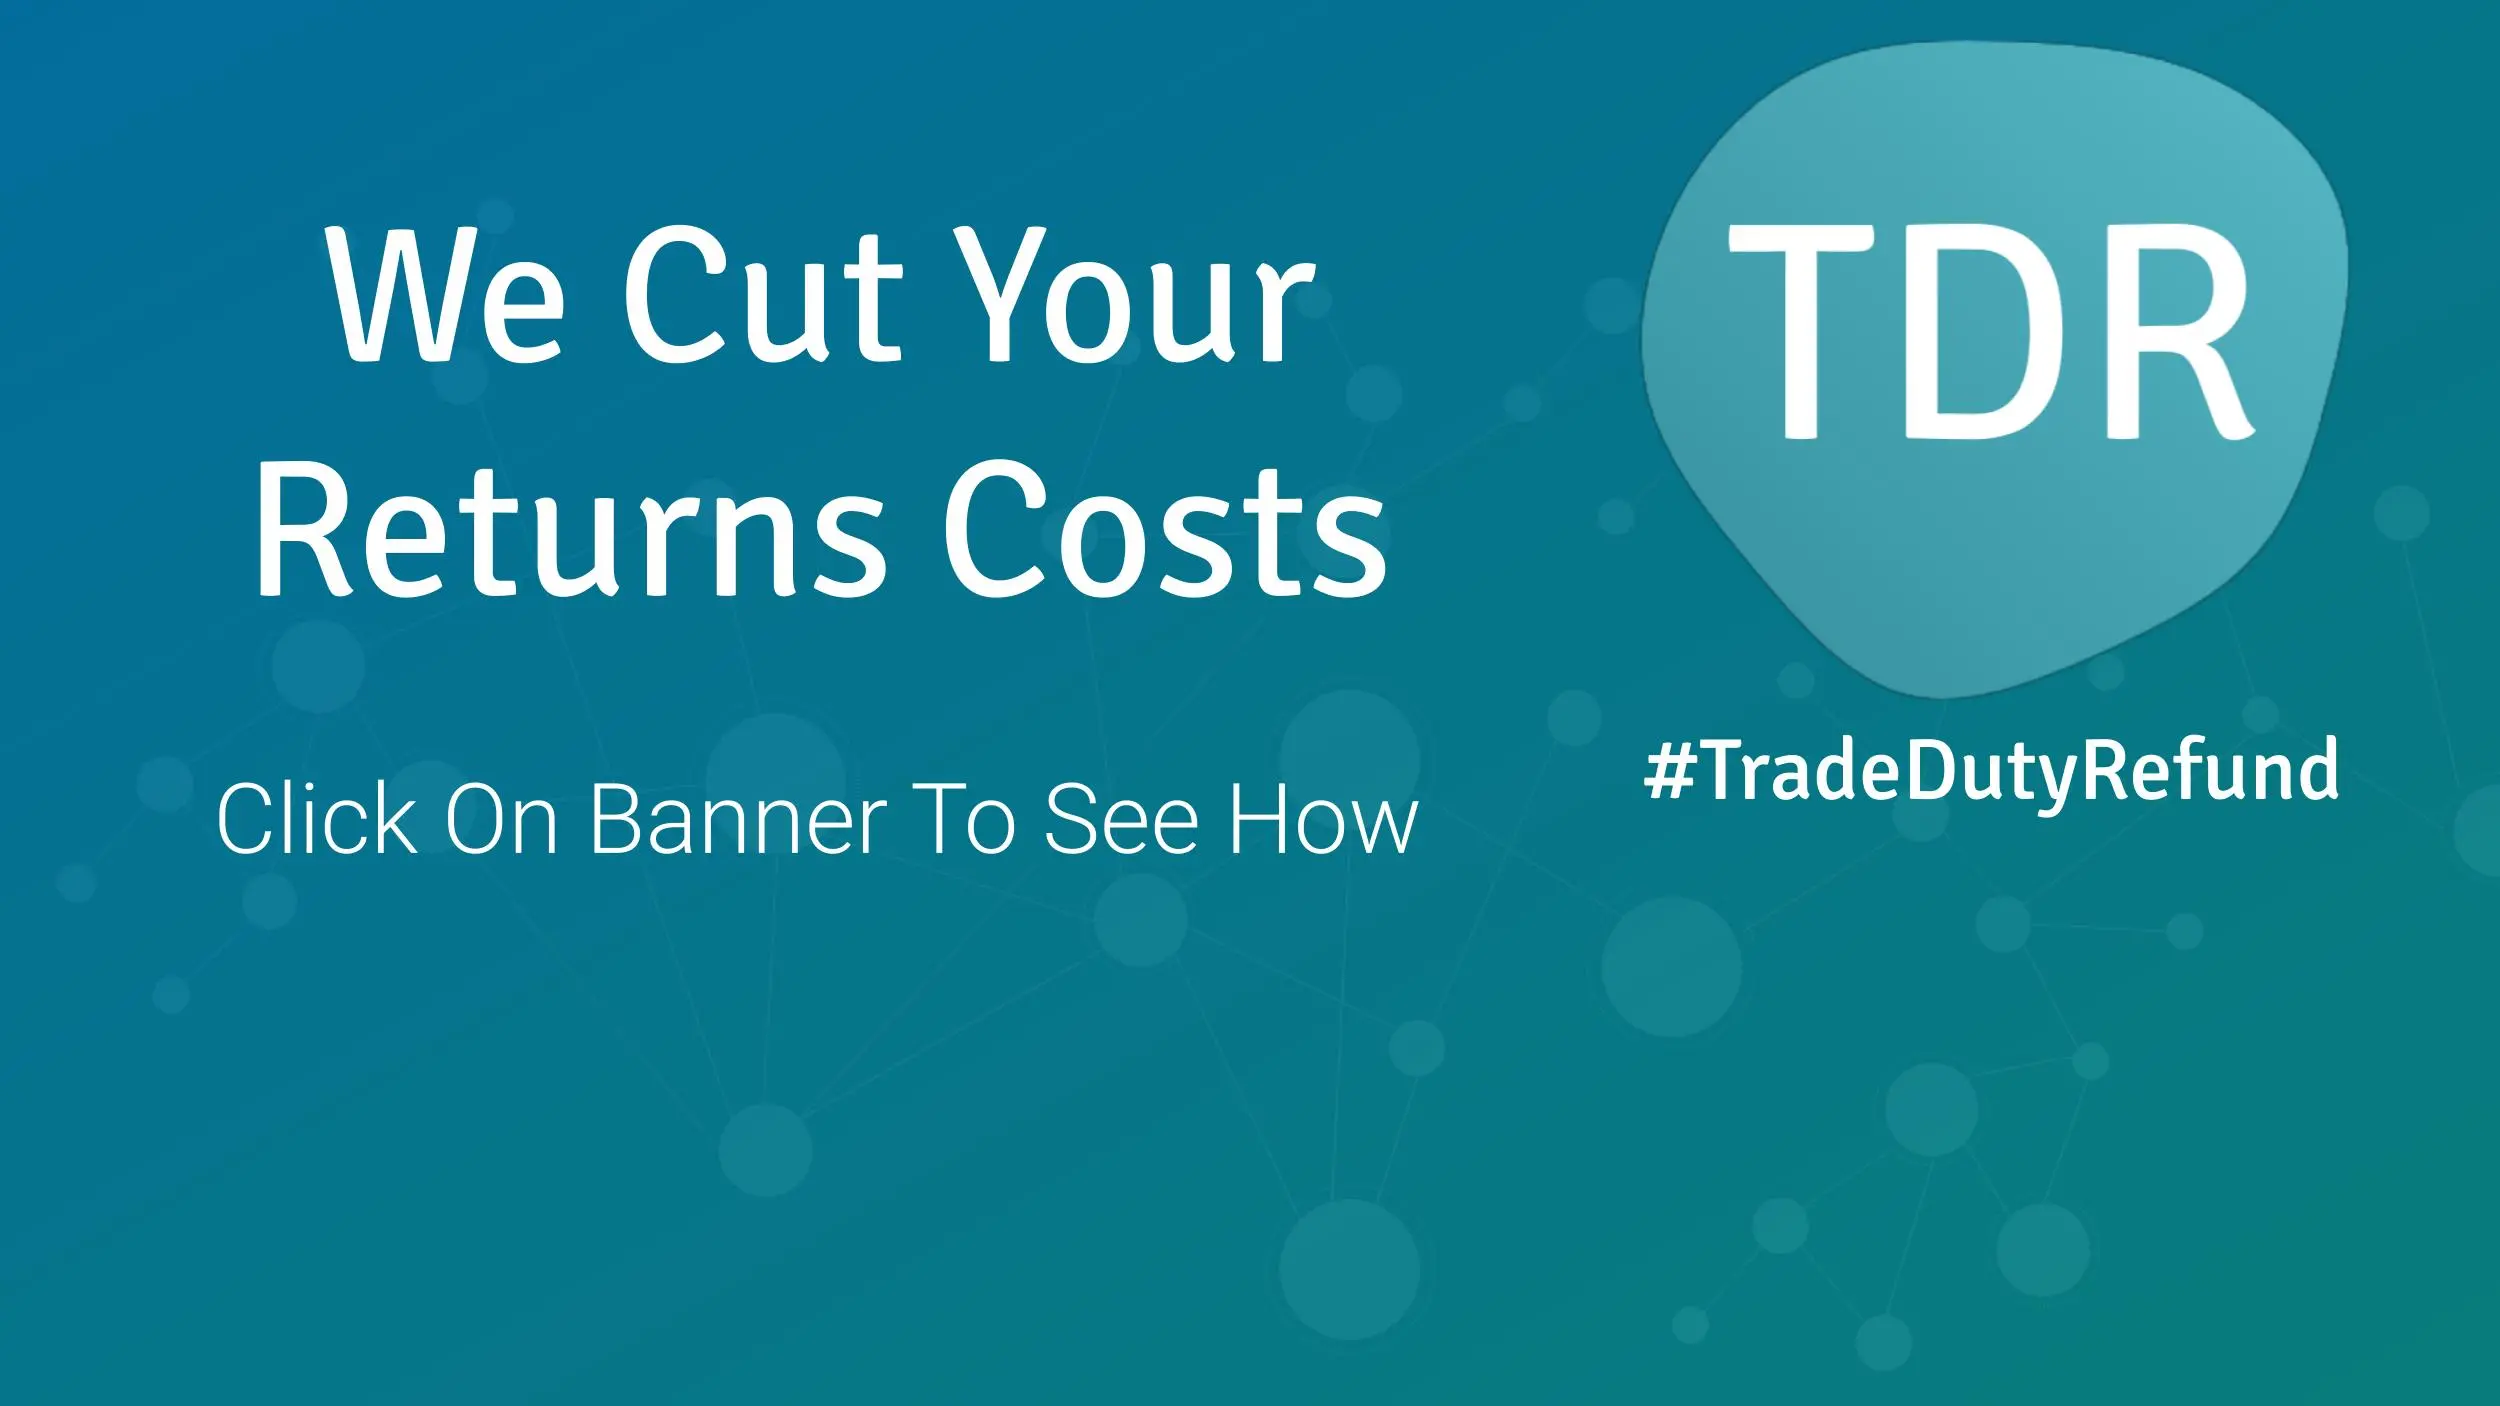 We Cut Your
Returns Costs
Click On Banner To See How
TDR
#TradeDutyRefund